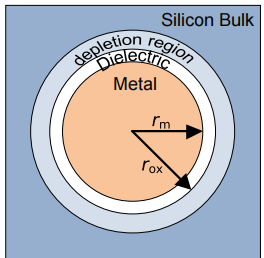 Silicon Bulk
depletion region
Dielectric
Metal
rm
rox